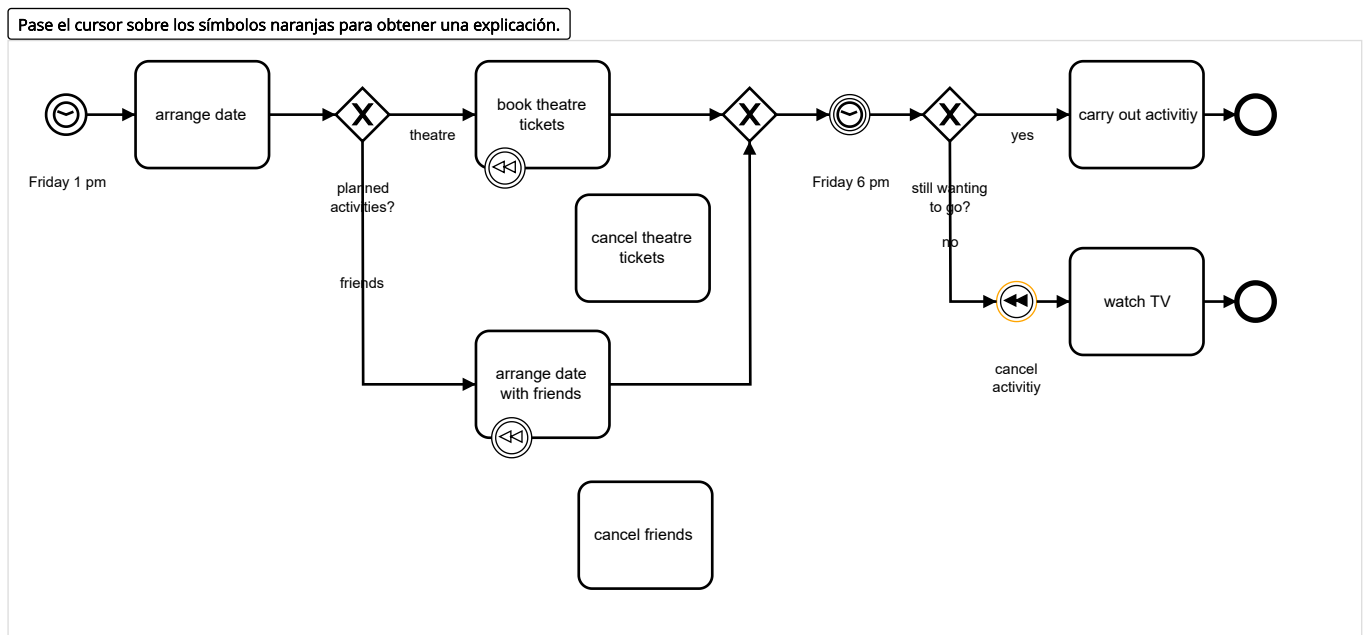 Pase el cursor sobre los símbolos naranjas para obtener una explicación.
arrange date
Friday 1 pm
planned
activities?
theatre
friends
book theatre
tickets
cancel theatre
tickets
arrange date
with friends
cancel friends
Friday 6 pm
still wanting
to go?
yes
no
carry out activitiy
cancel
activitiy
watch TV